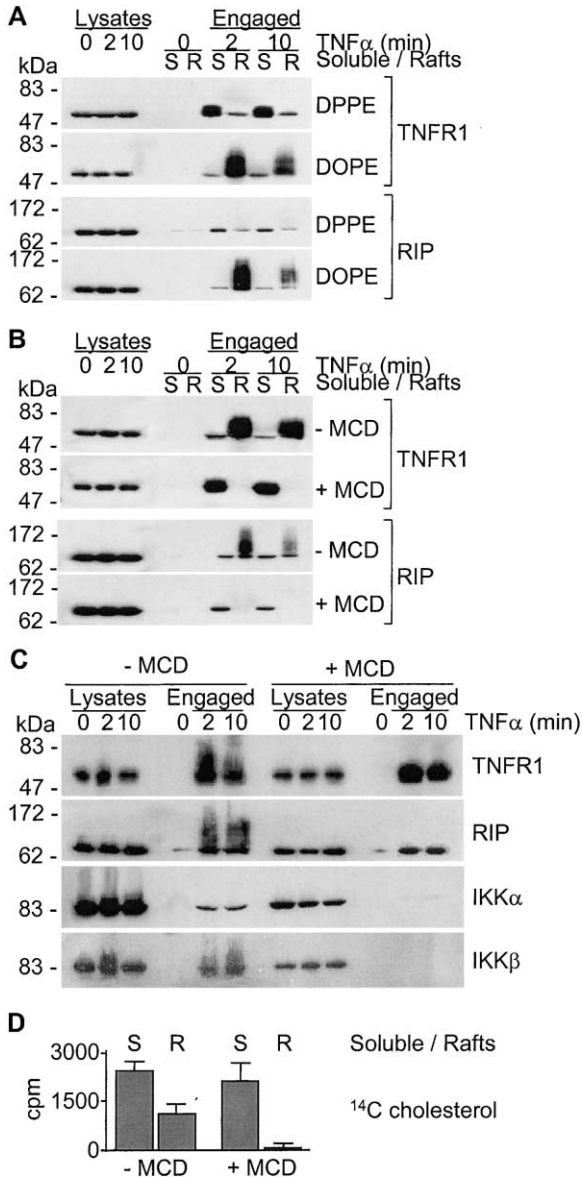 A
Lysates Engaged
0 2 10 0 2 10 TNFα (min)
S R S R S R Soluble / Rafts
kDa
83 -
47 -
DPPE
83 -
47 -
DOPE
TNFR1
172 -
62 -
DPPE
172 -
62 -
DOPE
RIP
B
Lysates Engaged
0 2 10 0 2 10 TNFα (min)
S R S R S R Soluble / Rafts
kDa
83 -
47 -
- MCD
83 -
47 -
+ MCD
TNFR1
172 -
62 -
- MCD
172 -
62 -
+ MCD
RIP
C
- MCD + MCD
Lysates Engaged Lysates Engaged
kDa 0 2 10 0 2 10 0 2 10 0 2 10 TNFα (min)
83 -
47 -
TNFR1
172 -
62 -
RIP
83 - IKKα
83 - IKKβ
D
S R S R Soluble / Rafts
cpm
3000
1500
0
¹⁴C cholesterol
- MCD + MCD